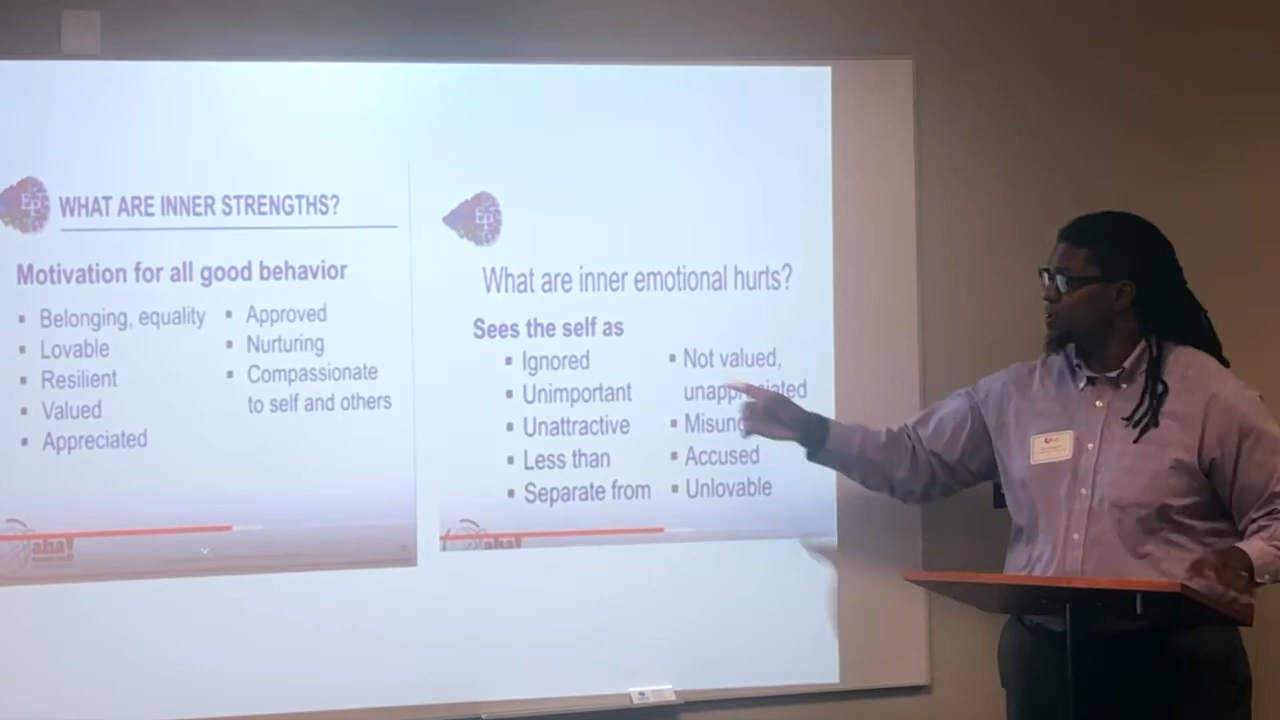 WHAT ARE INNER STRENGTHS?
Motivation for all good behavior
▪ Belonging, equality
▪ Lovable
▪ Resilient
▪ Valued
▪ Appreciated
▪ Approved
▪ Nurturing
▪ Compassionate
to self and others
aha!
What are inner emotional hurts?
Sees the self as
▪ Ignored
▪ Unimportant
▪ Unattractive
▪ Less than
▪ Separate from
▪ Not valued,
▪ Accused
▪ Unlovable